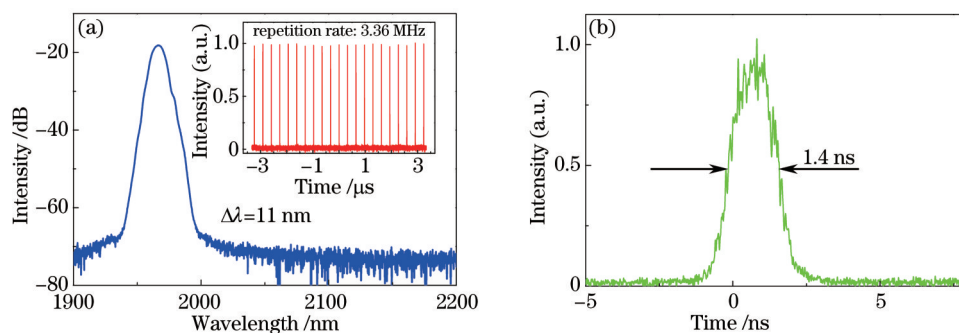 (a)
repetition rate: 3.36 MHz
Intensity (a.u.)
1.0
0.5
0
−3
−1
1
3
Time /μs
Intensity /dB
−20
−40
−60
−80
Δλ=11 nm
1900
2000
2100
2200
Wavelength /nm
(b)
Intensity (a.u.)
1.0
0.5
0
1.4 ns
−5
0
5
Time /ns